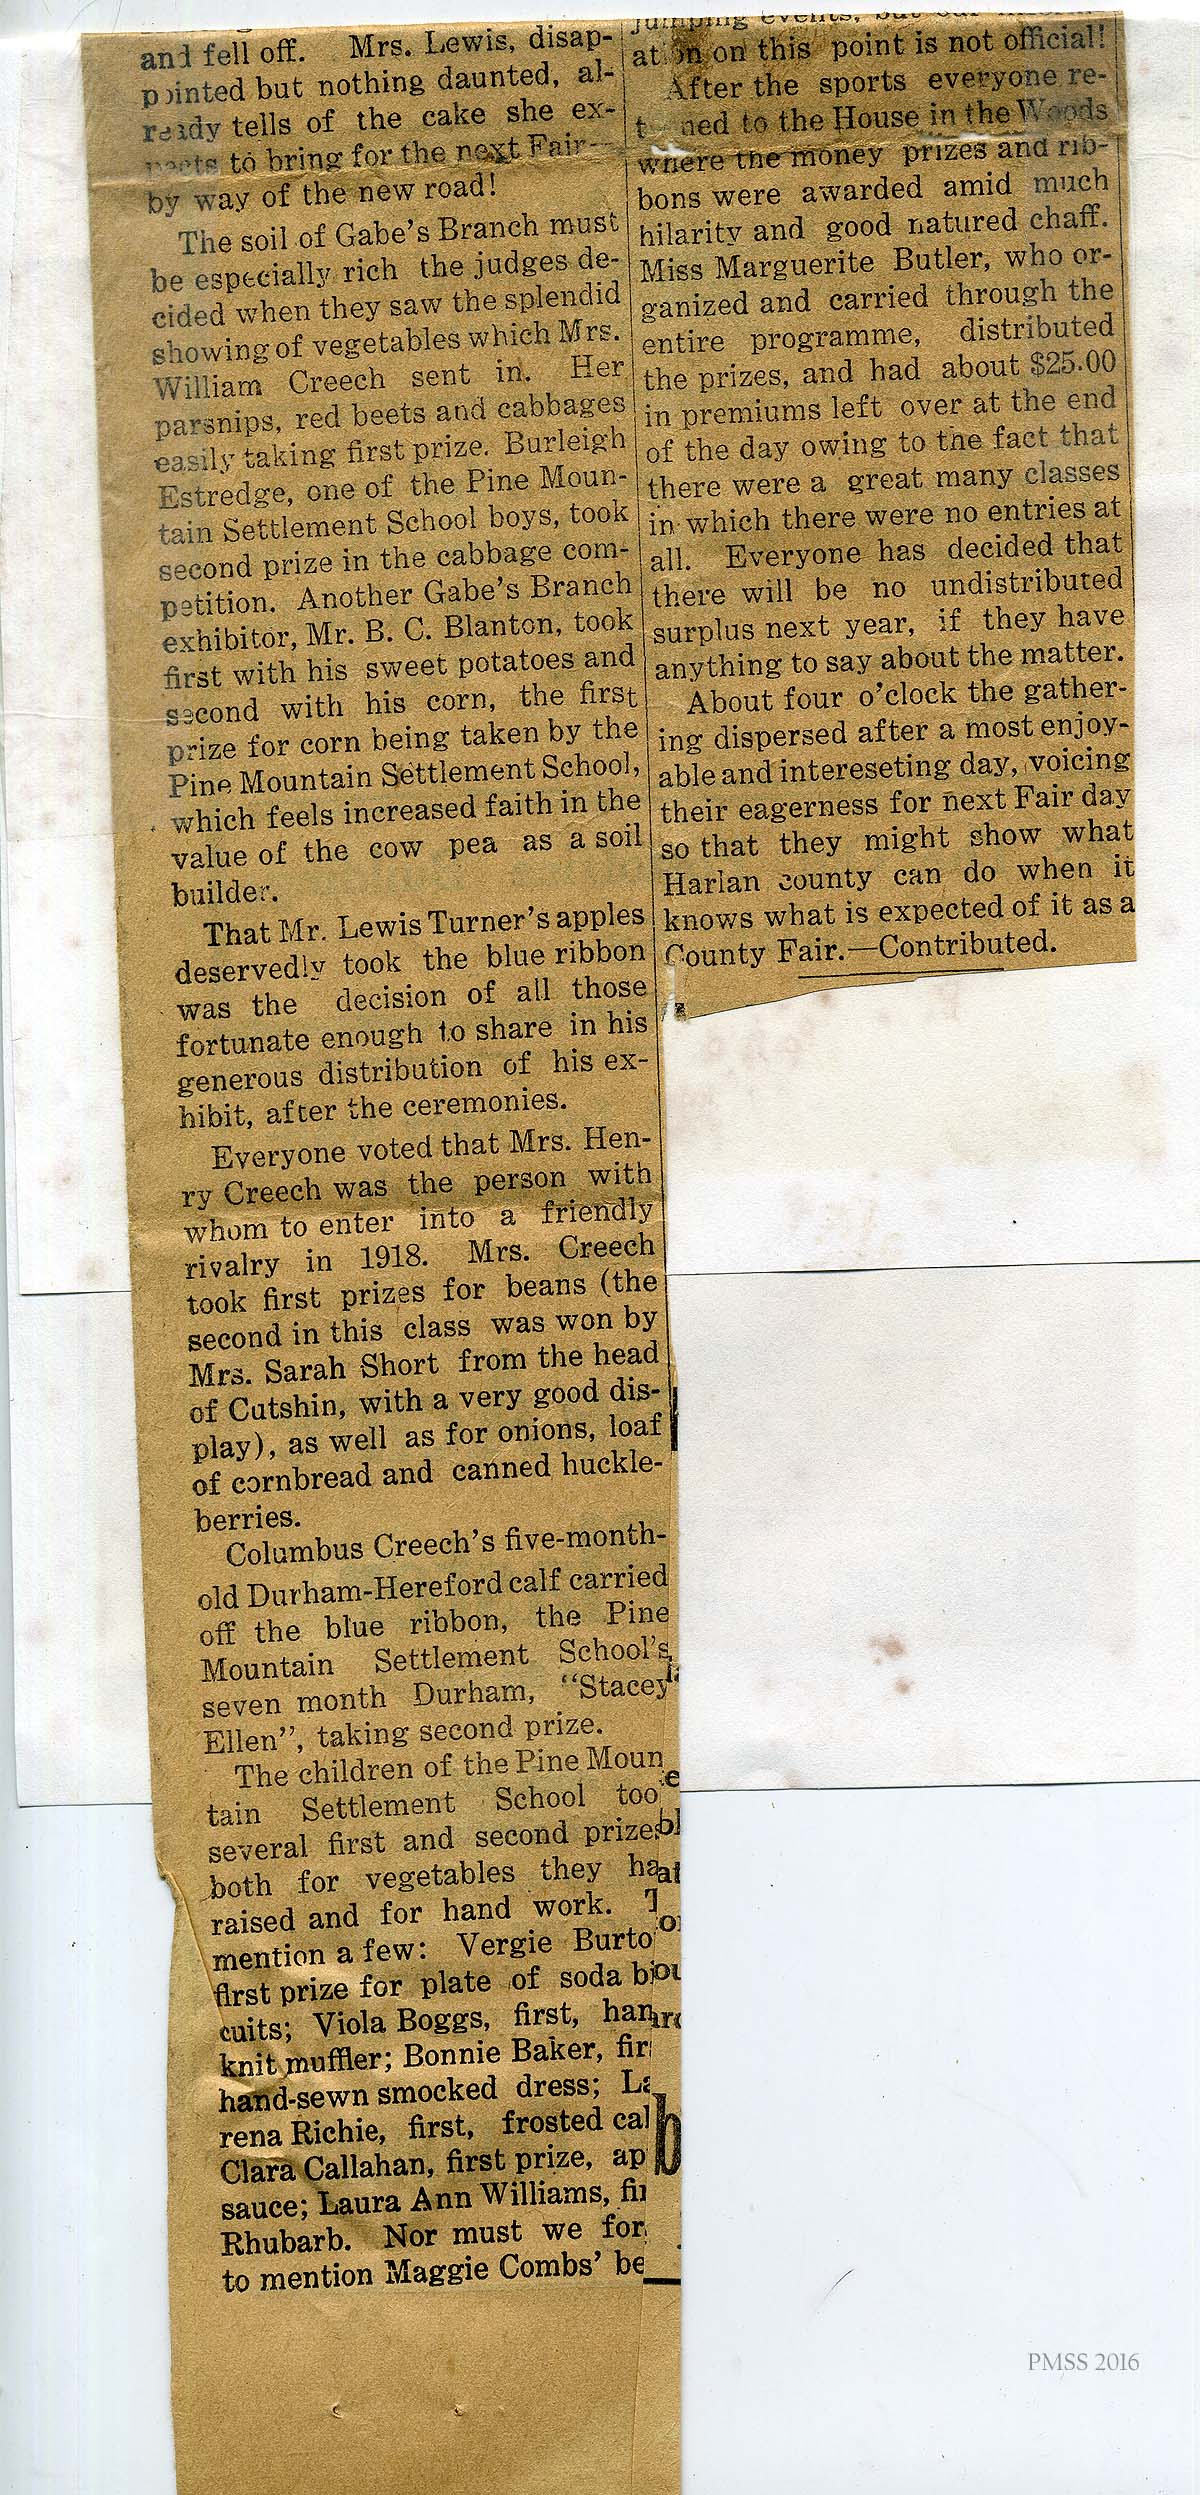 and fell off. Mrs. Lewis, disap-
pointed but nothing daunted, al-
ready tells of the cake she ex-
pects to bring for the next Fair—
by way of the new road!
The soil of Gabe's Branch must
be especially rich the judges de-
cided when they saw the splendid
showing of vegetables which Mrs.
William Creech sent in. Her
parsnips, red beets and cabbages
easily taking first prize. Burleigh
Estredge, one of the Pine Moun-
tain Settlement School boys, took
second prize in the cabbage com-
petition. Another Gabe's Branch
exhibitor, Mr. B. C. Blanton, took
first with his sweet potatoes and
second with his corn, the first
prize for corn being taken by the
Pine Mountain Settlement School,
which feels increased faith in the
value of the cow pea as a soil
builder.
That Mr. Lewis Turner's apples
deservedly took the blue ribbon
was the decision of all those
fortunate enough to share in his
generous distribution of his ex-
hibit, after the ceremonies.
Everyone voted that Mrs. Hen-
ry Creech was the person with
whom to enter into a friendly
rivalry in 1918. Mrs. Creech
took first prizes for beans (the
second in this class was won by
Mrs. Sarah Short from the head
of Cutshin, with a very good dis-
play), as well as for onions, loaf
of cornbread and canned huckle-
berries.
Columbus Creech's five-month-
old Durham-Hereford calf carried
off the blue ribbon, the Pine
Mountain Settlement School's
seven month Durham, "Stacey
Ellen", taking second prize.
The children of the Pine Moun
tain Settlement School too
several first and second prizes
both for vegetables they ha
raised and for hand work. T
mention a few: Vergie Burto
first prize for plate of soda bi
cuits; Viola Boggs, first, han
knit muffler; Bonnie Baker, fir
hand-sewn smocked dress; La
rena Richie, first, frosted cal
Clara Callahan, first prize, ap
sauce; Laura Ann Williams, fir
Rhubarb. Nor must we for
to mention Maggie Combs' be
jumping events, but our inform-
ation on this point is not official!
After the sports everyone re-
turned to the House in the Woods
where the money prizes and rib-
bons were awarded amid much
hilarity and good natured chaff.
Miss Marguerite Butler, who or-
ganized and carried through the
entire programme, distributed
the prizes, and had about $25.00
in premiums left over at the end
of the day owing to the fact that
there were a great many classes
in which there were no entries at
all. Everyone has decided that
there will be no undistributed
surplus next year, if they have
anything to say about the matter.
About four o'clock the gather-
ing dispersed after a most enjoy-
able and intereseting day, voicing
their eagerness for next Fair day
so that they might show what
Harlan county can do when it
knows what is expected of it as a
County Fair.—Contributed.
PMSS 2016